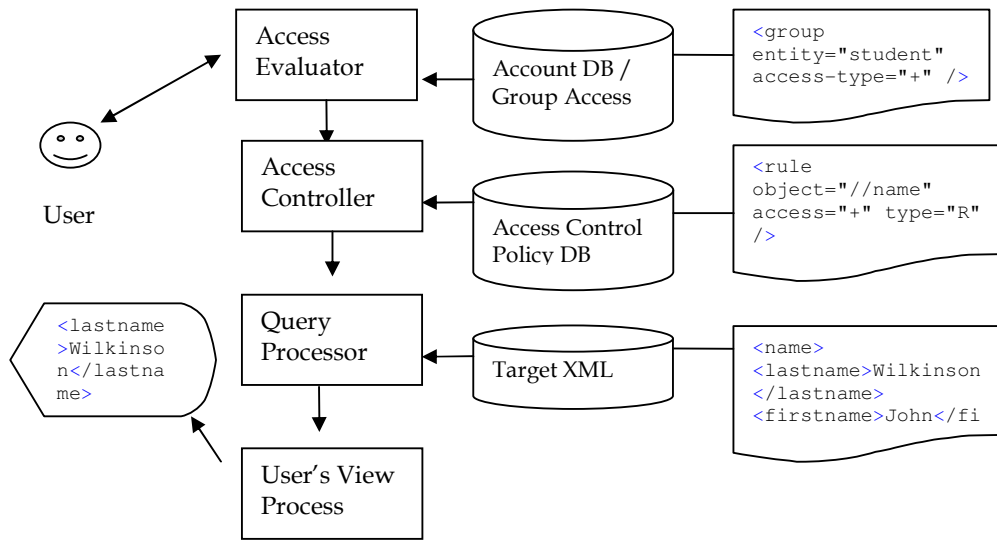 Access
Evaluator
Account DB /
Group Access
<group
entity="student"
access-type="+" />
User
Access
Controller
Access Control
Policy DB
<rule
object="//name"
access="+" type="R"
/>
<lastname
>Wilkinso
n</lastna
me>
Query
Processor
Target XML
<name>
<lastname>Wilkinson
</lastname>
<firstname>John</fi
User's View
Process